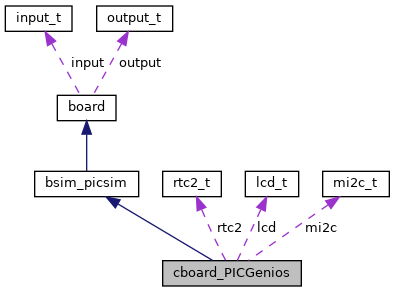 input_t
output_t
input
output
board
bsim_picsim
rtc2_t
lcd_t
mi2c_t
rtc2
lcd
mi2c
cboard_PICGenios